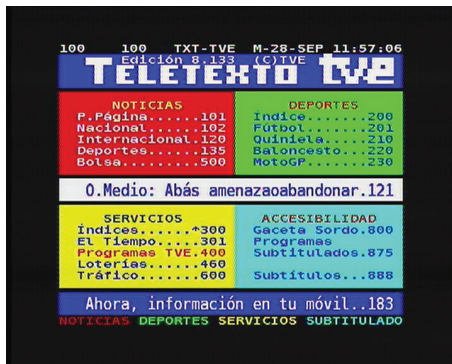 100 100 TXT-TVE M-28-SEP 11:57:06
Edición 8.133 (C)TVE
TELETEXTO tve
NOTICIAS
P.Página......101
Nacional......102
Internacional.120
Deportes......135
Bolsa.........500
DEPORTES
Índice.......200
Fútbol.......201
Quiniela.....210
Baloncesto...220
MotoGP.......230
O.Medio: Abás amenazaoabandonar.121
SERVICIOS
Índices......↑300
El Tiempo....301
Programas TVE.400
Loterías.....460
Tráfico......600
ACCESIBILIDAD
Gaceta Sordo.800
Programas
Subtitulados.875
Subtítulos...888
Ahora, información en tu móvil..183
NOTICIAS DEPORTES SERVICIOS SUBTITULADO